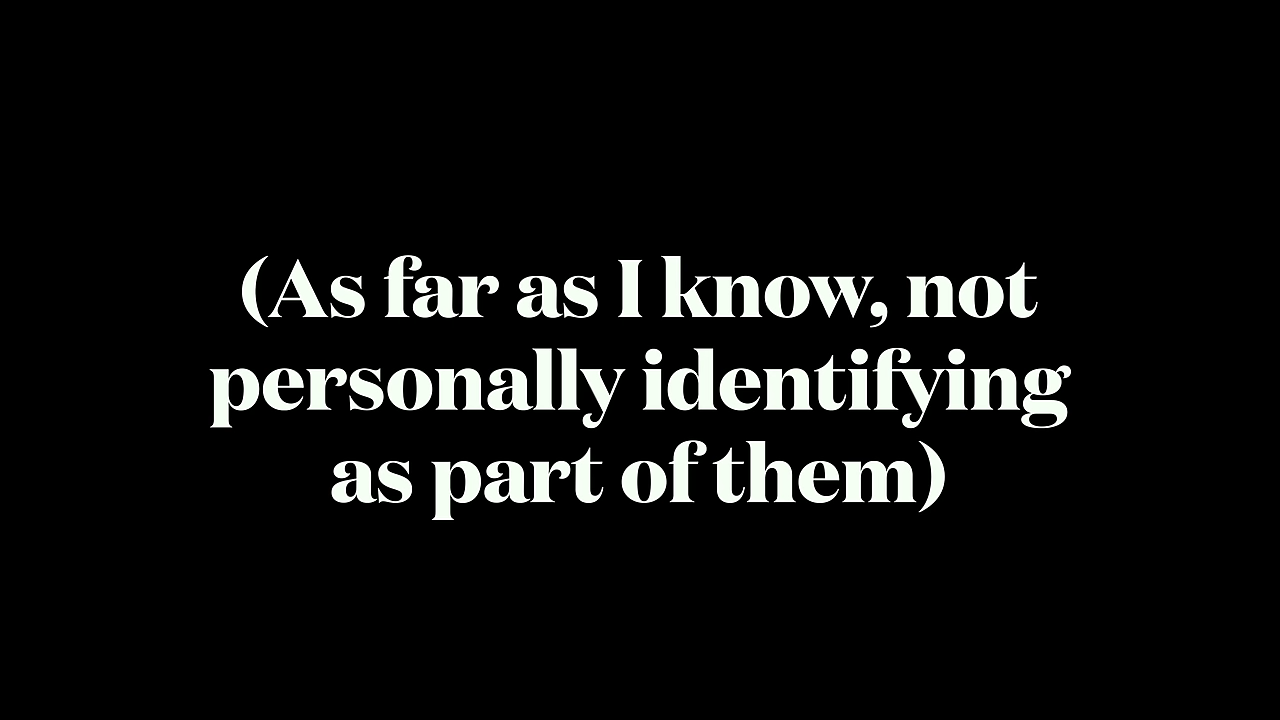 (As far as I know, not
personally identifying
as part of them)